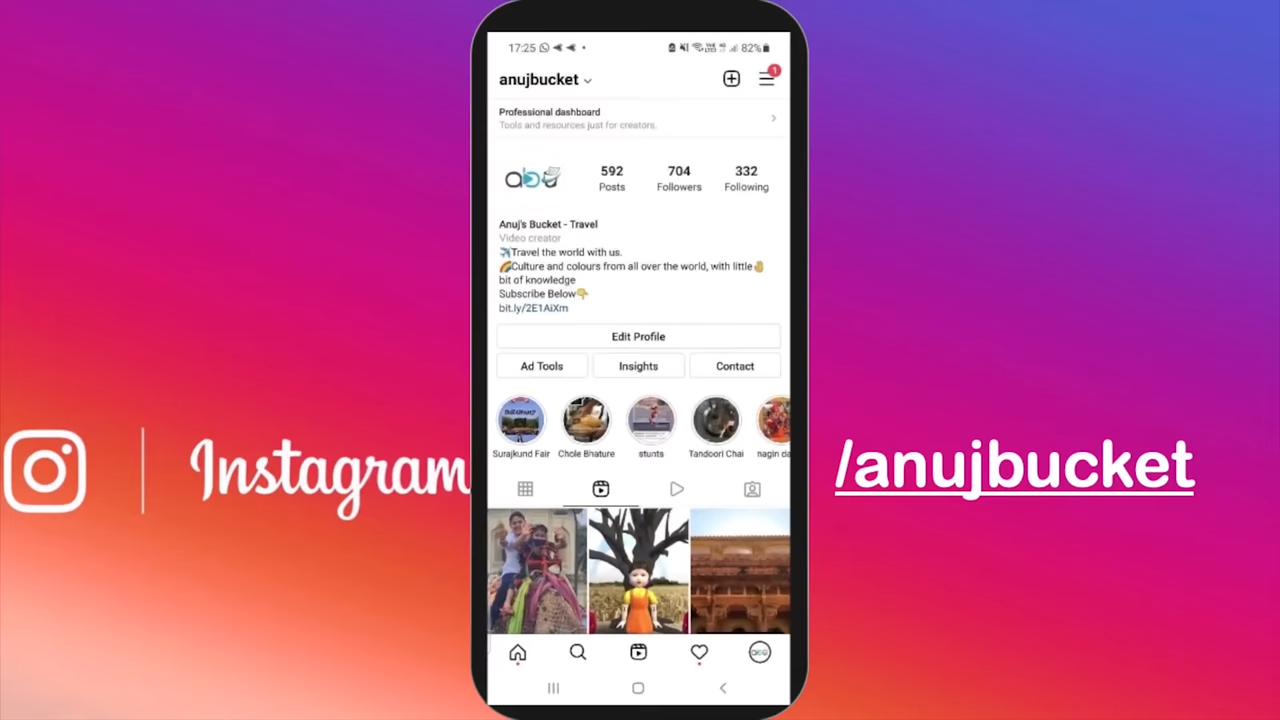 17:25
82%
anujbucket
1
Professional dashboard
Tools and resources just for creators.
592
704
332
Posts
Followers
Following
Anuj's Bucket - Travel
Video creator
✈️Travel the world with us.
🌈Culture and colours from all over the world, with little🤚
bit of knowledge
Subscribe Below👇
bit.ly/2E1AiXm
Edit Profile
Ad Tools
Insights
Contact
Surajkund Fair
Chole Bhature
stunts
Tandoori Chai
nagin da
Instagram
/anujbucket